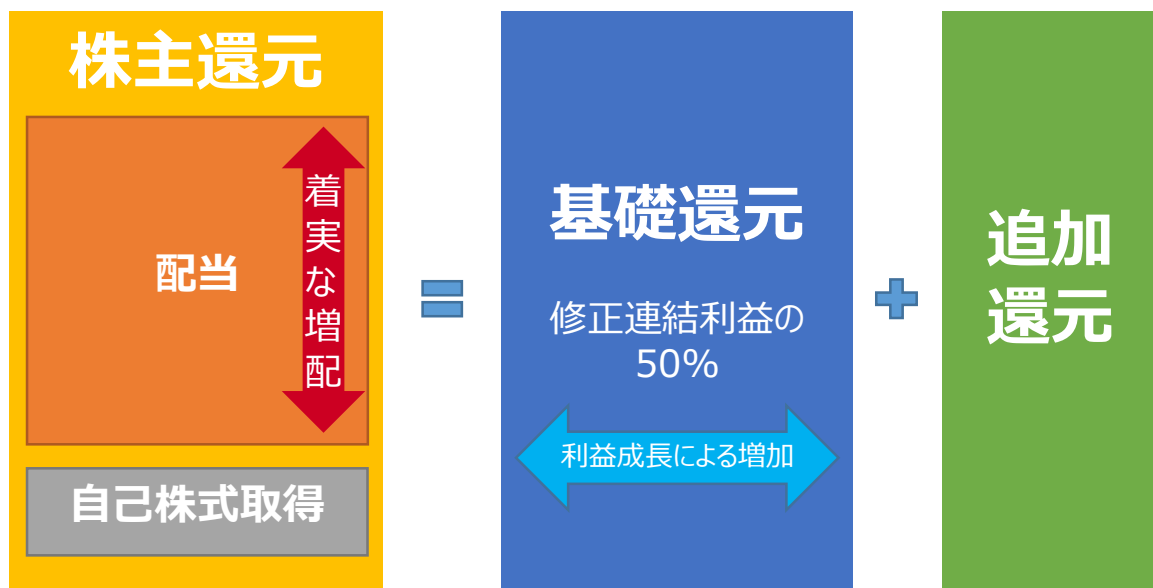 株主還元
配当
着実な増配
自己株式取得
=
基礎還元
修正連結利益の
50%
利益成長による増加
+
追加
還元